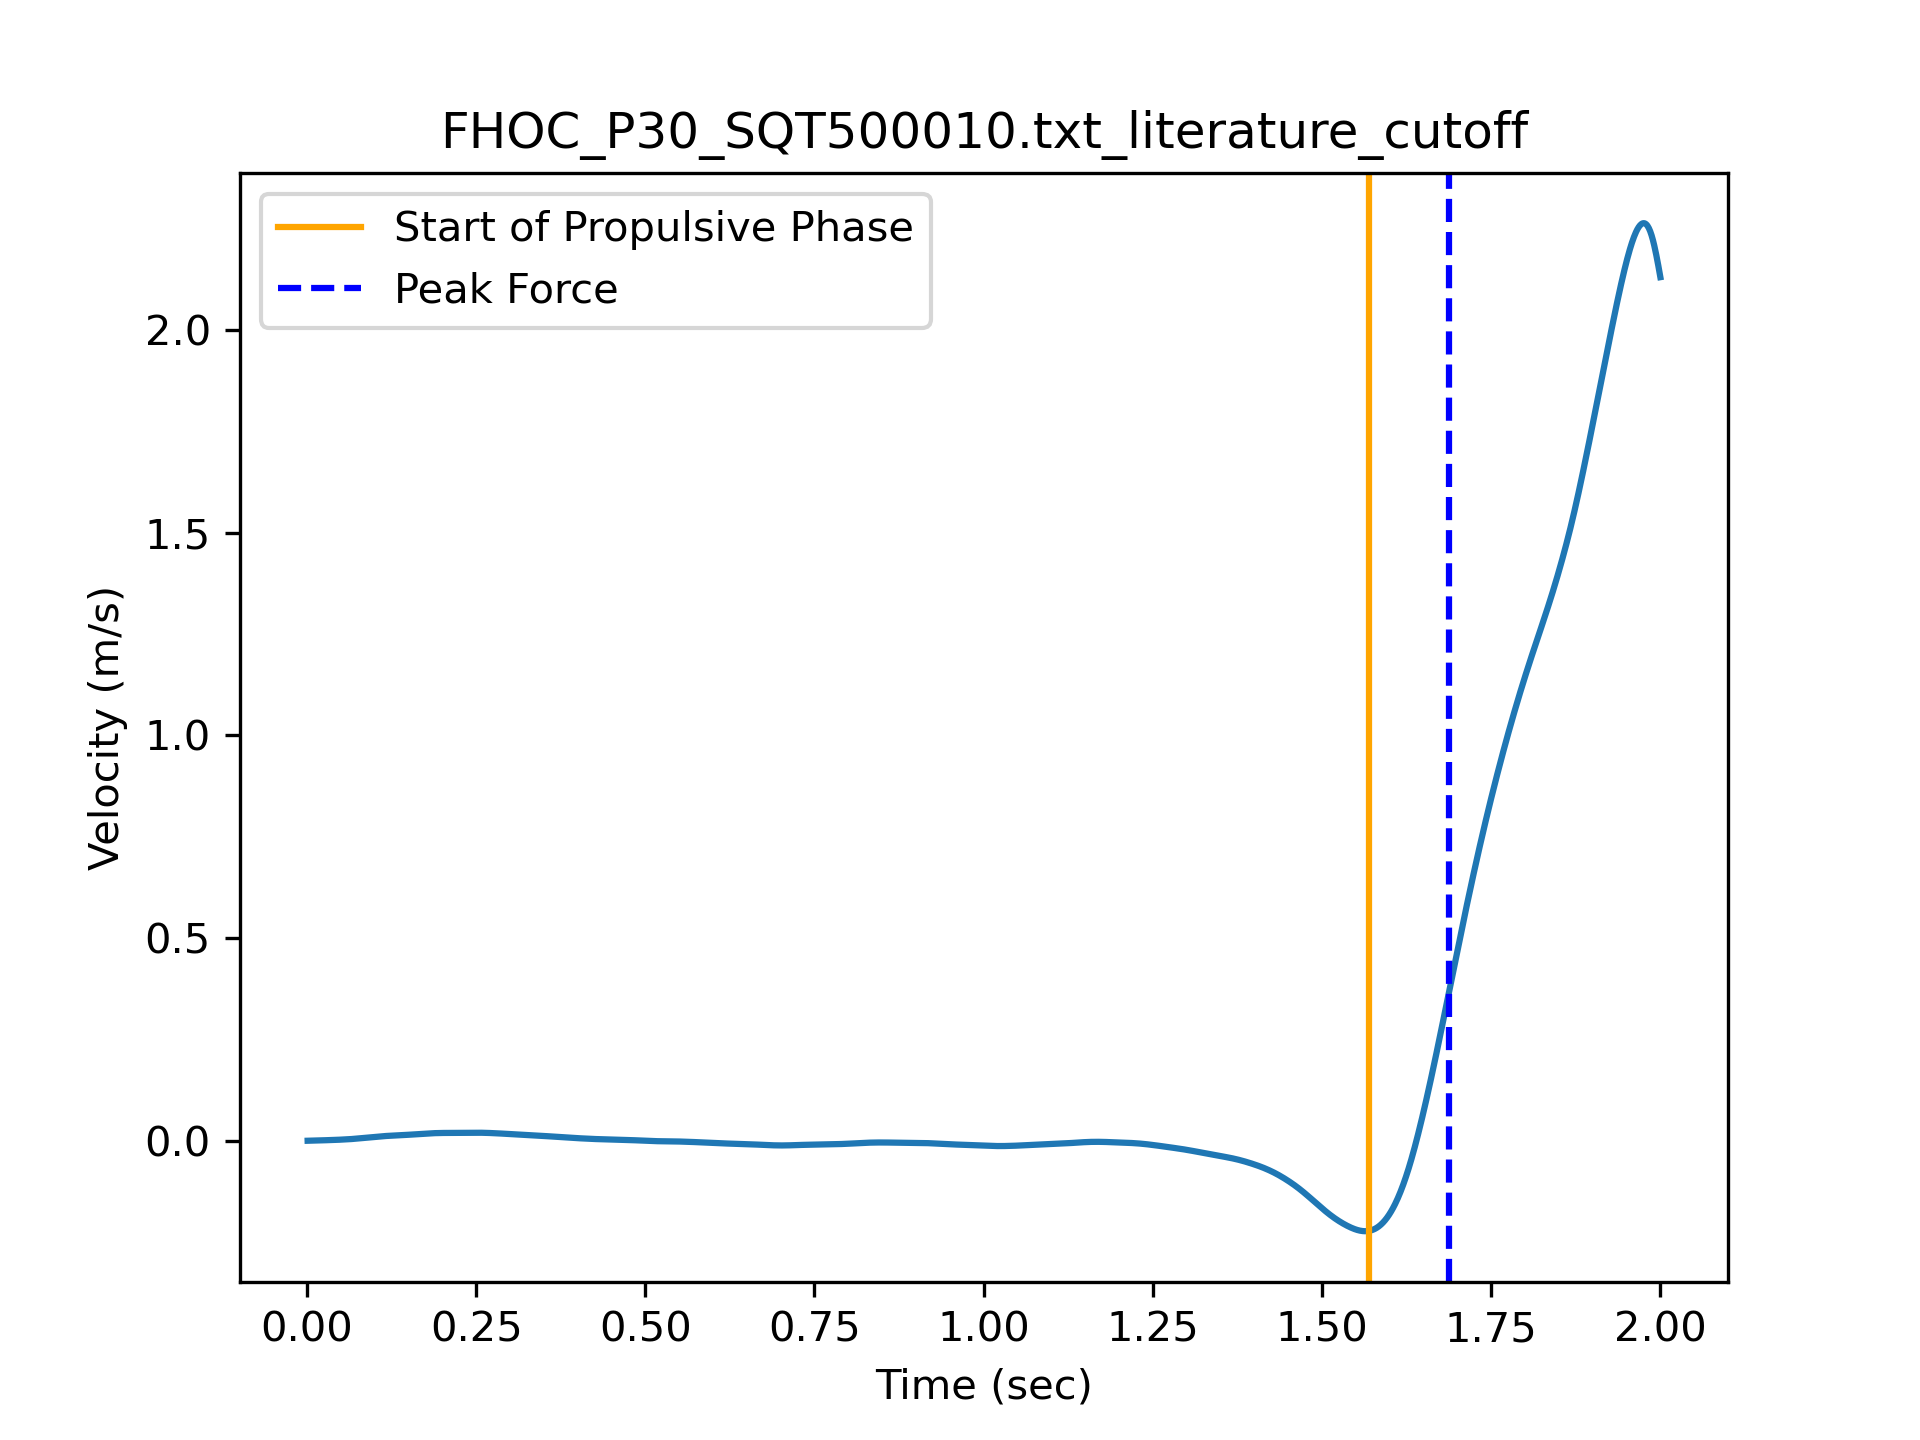 FHOC_P30_SQT500010.txt_literature_cutoff
Start of Propulsive Phase
Peak Force
2.0
1.5
1.0
0.5
0.0
Velocity (m/s)
0.00 0.25 0.50 0.75 1.00 1.25 1.50 1.75 2.00
Time (sec)